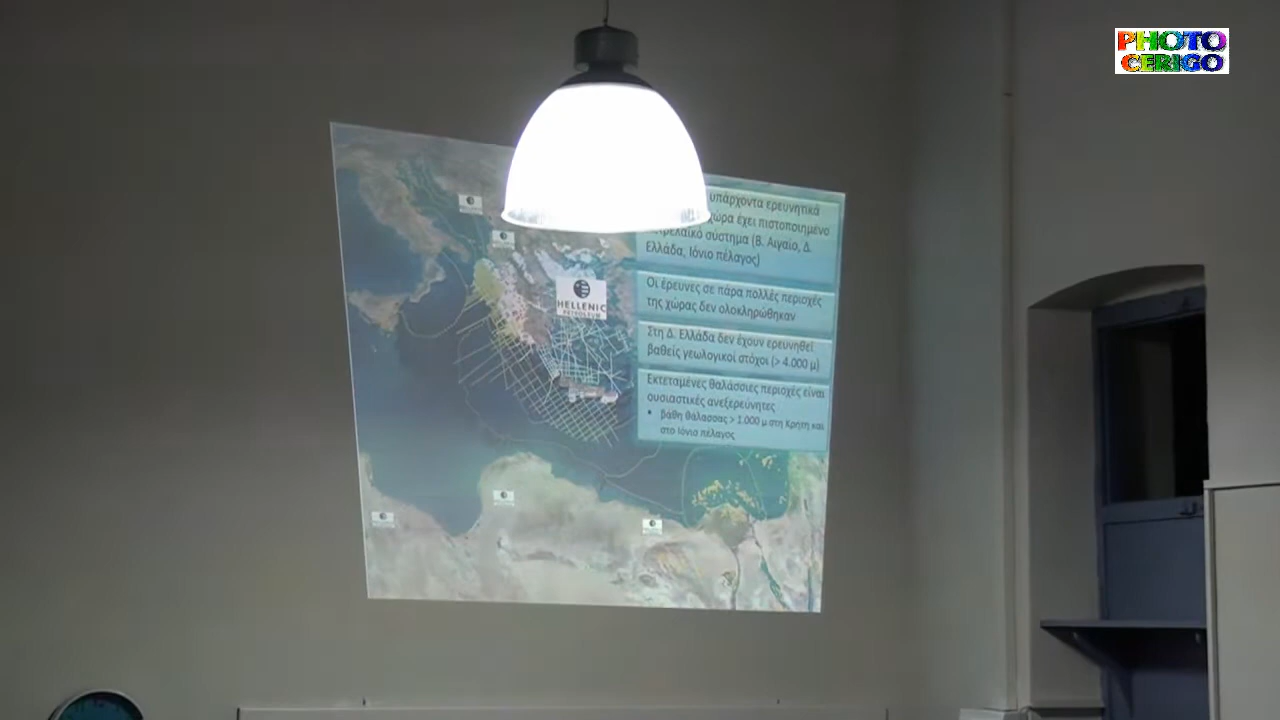 PHOTO
CERIGO
υπάρχοντα ερευνητικά
χώρα έχει πιστοποιημένο
σύστημα (Β. Αιγαίο, Δ.
Ελλάδα, Ιόνιο πέλαγος)
HELLENIC
PETROLEUM
Οι έρευνες σε πάρα πολλές περιοχές
της χώρας δεν ολοκληρώθηκαν
Στη Δ. Ελλάδα δεν έχουν ερευνηθεί
βαθείς γεωλογικοί στόχοι (> 4.000 μ)
Εκτεταμένες θαλάσσιες περιοχές είναι
ουσιαστικές ανεξερεύνητες
• βάθη θάλασσας > 1.000 μ στη Κρήτη και
στο Ιόνιο πέλαγος